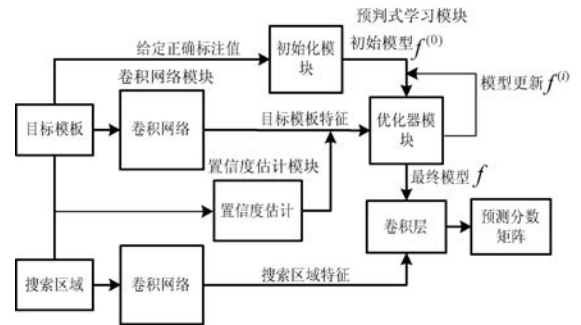 预判式学习模块
给定正确标注值
初始化模块
初始模型 f^(0)
卷积网络模块
模型更新 f^(i)
目标模板
卷积网络
目标模板特征
优化器模块
置信度估计模块
置信度估计
最终模型 f
卷积层
预测分数矩阵
搜索区域
卷积网络
搜索区域特征